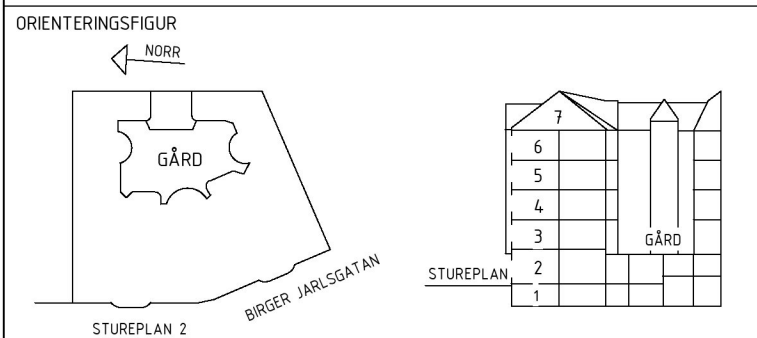 ORIENTERINGSFIGUR
NORR
GÅRD
STUREPLAN 2
BIRGER JARLSGATAN
7
6
5
4
3
GÅRD
STUREPLAN
2
1